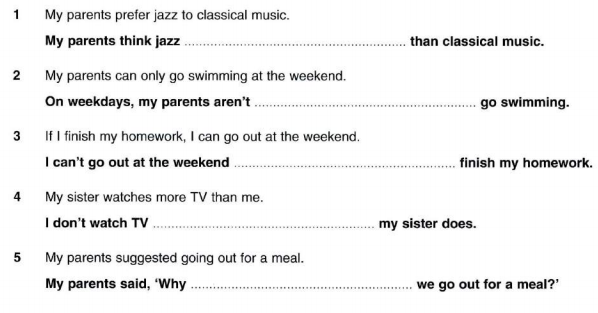 1 My parents prefer jazz to classical music.
My parents think jazz ........................................................... than classical music.
2 My parents can only go swimming at the weekend.
On weekdays, my parents aren't ........................................................... go swimming.
3 If I finish my homework, I can go out at the weekend.
I can't go out at the weekend ........................................................... finish my homework.
4 My sister watches more TV than me.
I don't watch TV ........................................................... my sister does.
5 My parents suggested going out for a meal.
My parents said, 'Why ........................................................... we go out for a meal?'